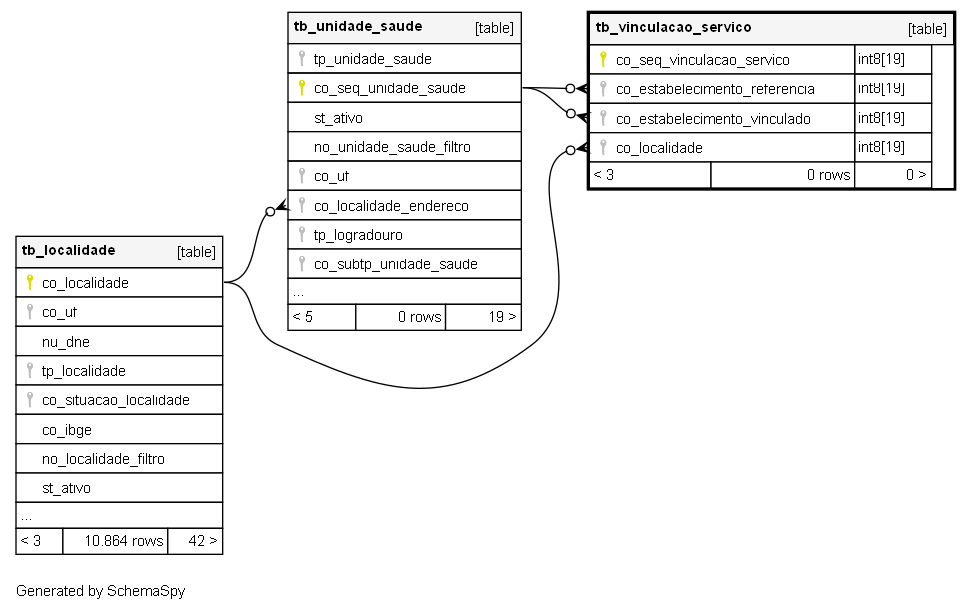 tb_unidade_saude [table]
tp_unidade_saude
co_seq_unidade_saude
st_ativo
no_unidade_saude_filtro
co_uf
co_localidade_endereco
tp_logradouro
co_subtp_unidade_saude
...
< 5 0 rows 19 >
tb_vinculacao_servico [table]
co_seq_vinculacao_servico int8[19]
co_estabelecimento_referencia int8[19]
co_estabelecimento_vinculado int8[19]
co_localidade int8[19]
< 3 0 rows 0 >
tb_localidade [table]
co_localidade
co_uf
nu_dne
tp_localidade
co_situacao_localidade
co_ibge
no_localidade_filtro
st_ativo
...
< 3 10.864 rows 42 >
Generated by SchemaSpy